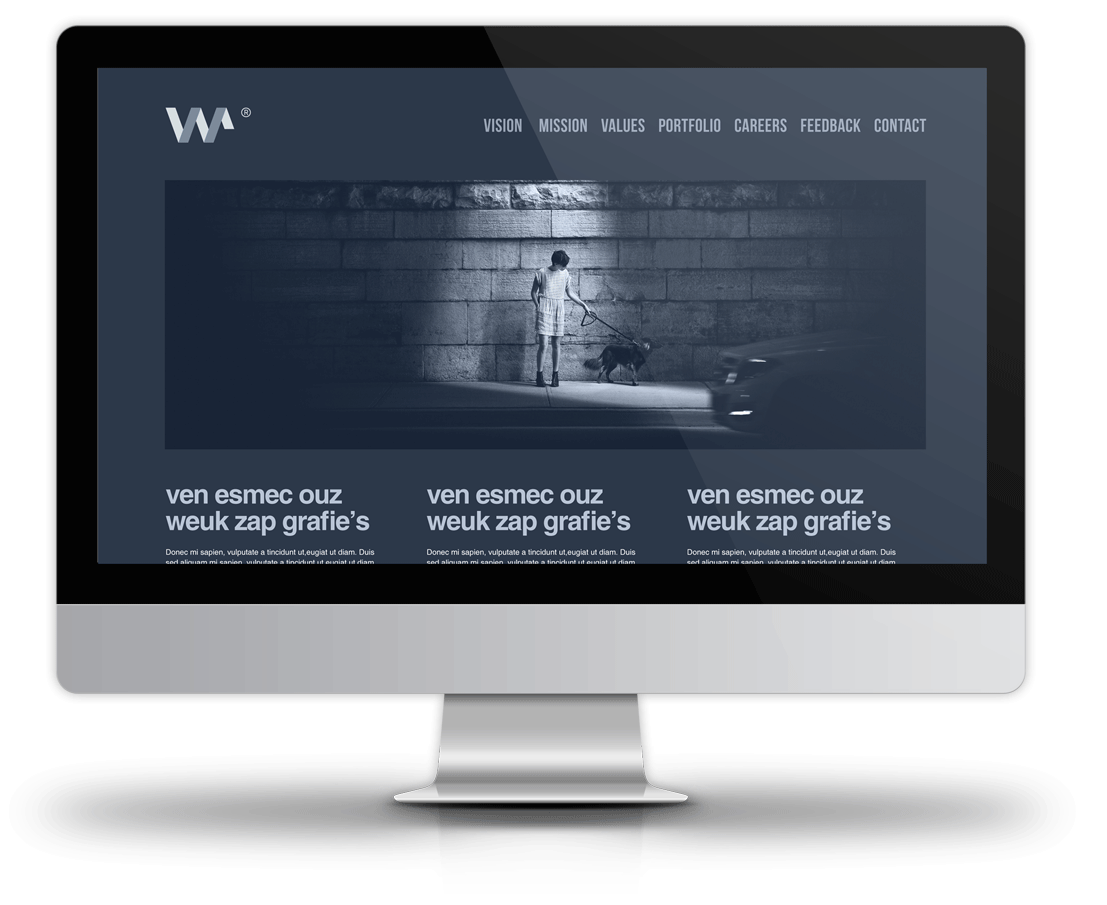 ®
VISION MISSION VALUES PORTFOLIO CAREERS FEEDBACK CONTACT
ven esmec ouz
weuk zap grafie’s
Donec mi sapien, vulputate a tincidunt ut,eugiat ut diam. Duis
sed aliquam mi sapien, vulputate a tincidunt ut eugiat ut diam
ven esmec ouz
weuk zap grafie’s
Donec mi sapien, vulputate a tincidunt ut,eugiat ut diam. Duis
sed aliquam mi sapien, vulputate a tincidunt ut eugiat ut diam
ven esmec ouz
weuk zap grafie’s
Donec mi sapien, vulputate a tincidunt ut,eugiat ut diam. Duis
sed aliquam mi sapien, vulputate a tincidunt ut eugiat ut diam